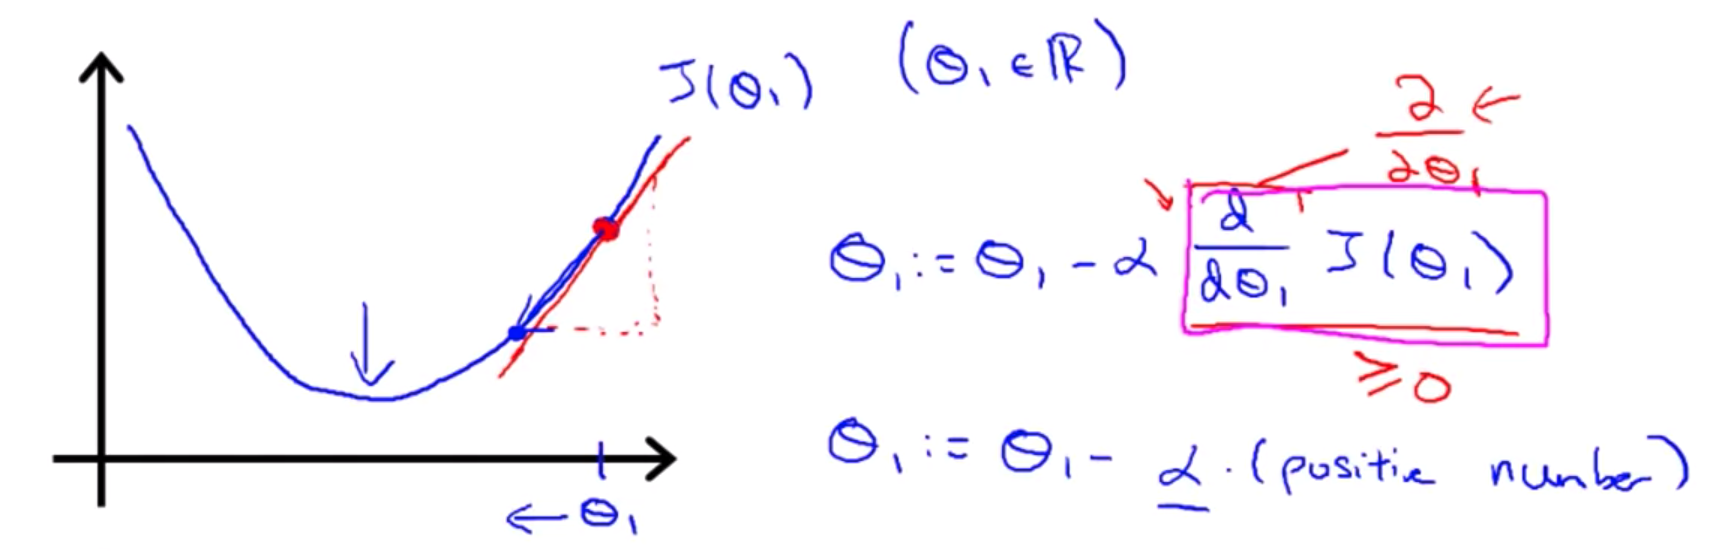 J(θ₁) (θ₁ ∈ ℝ)
∂/∂θ₁ ←
θ₁ := θ₁ - α d/dθ₁ J(θ₁)
≥ 0
θ₁ := θ₁ - α · (positive number)
← θ₁